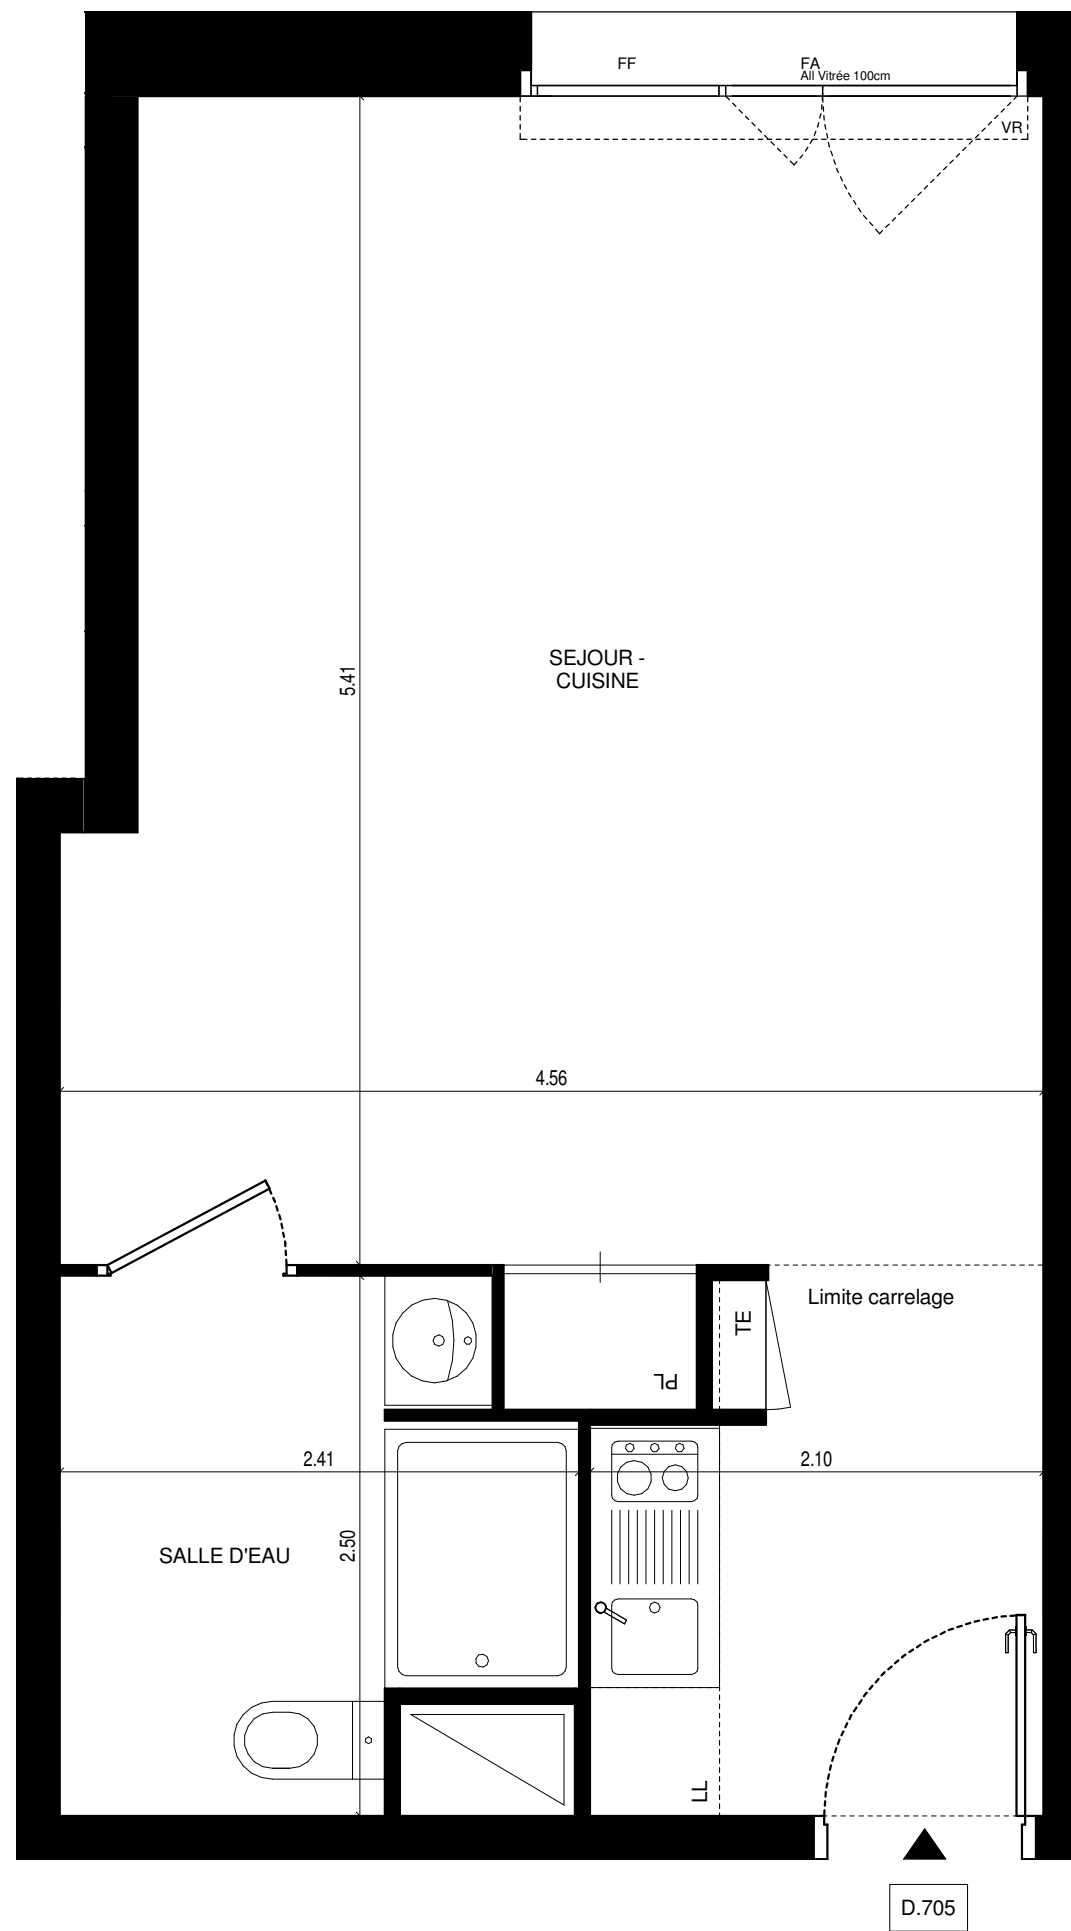 FF
FA
All Vitrée 100cm
VR
SEJOUR -
CUISINE
5.41
4.56
Limite carrelage
TE
PL
2.41
2.10
SALLE D'EAU
2.50
LL
D.705